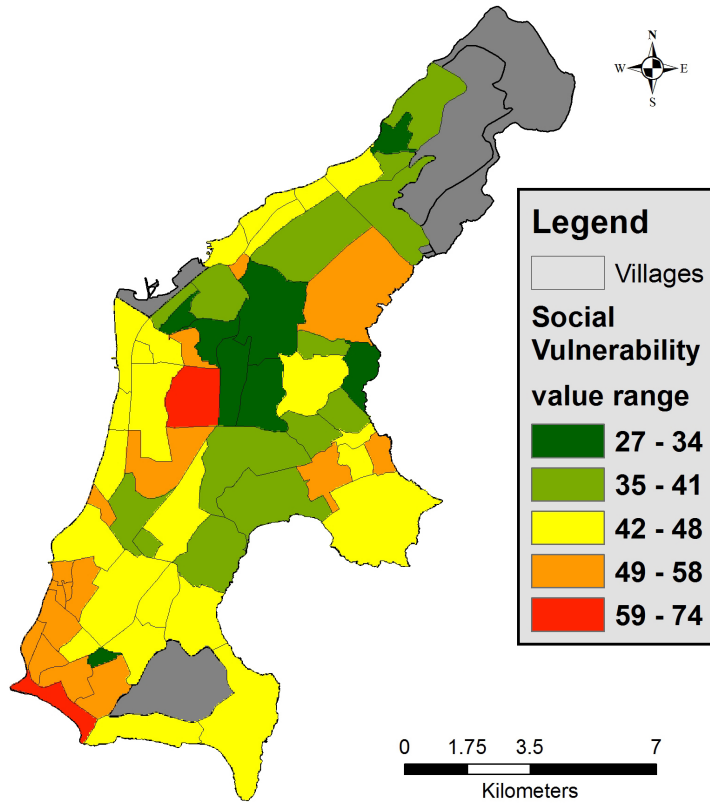 N
W E
S
Legend
Villages
Social
Vulnerability
value range
27 - 34
35 - 41
42 - 48
49 - 58
59 - 74
0 1.75 3.5 7
Kilometers